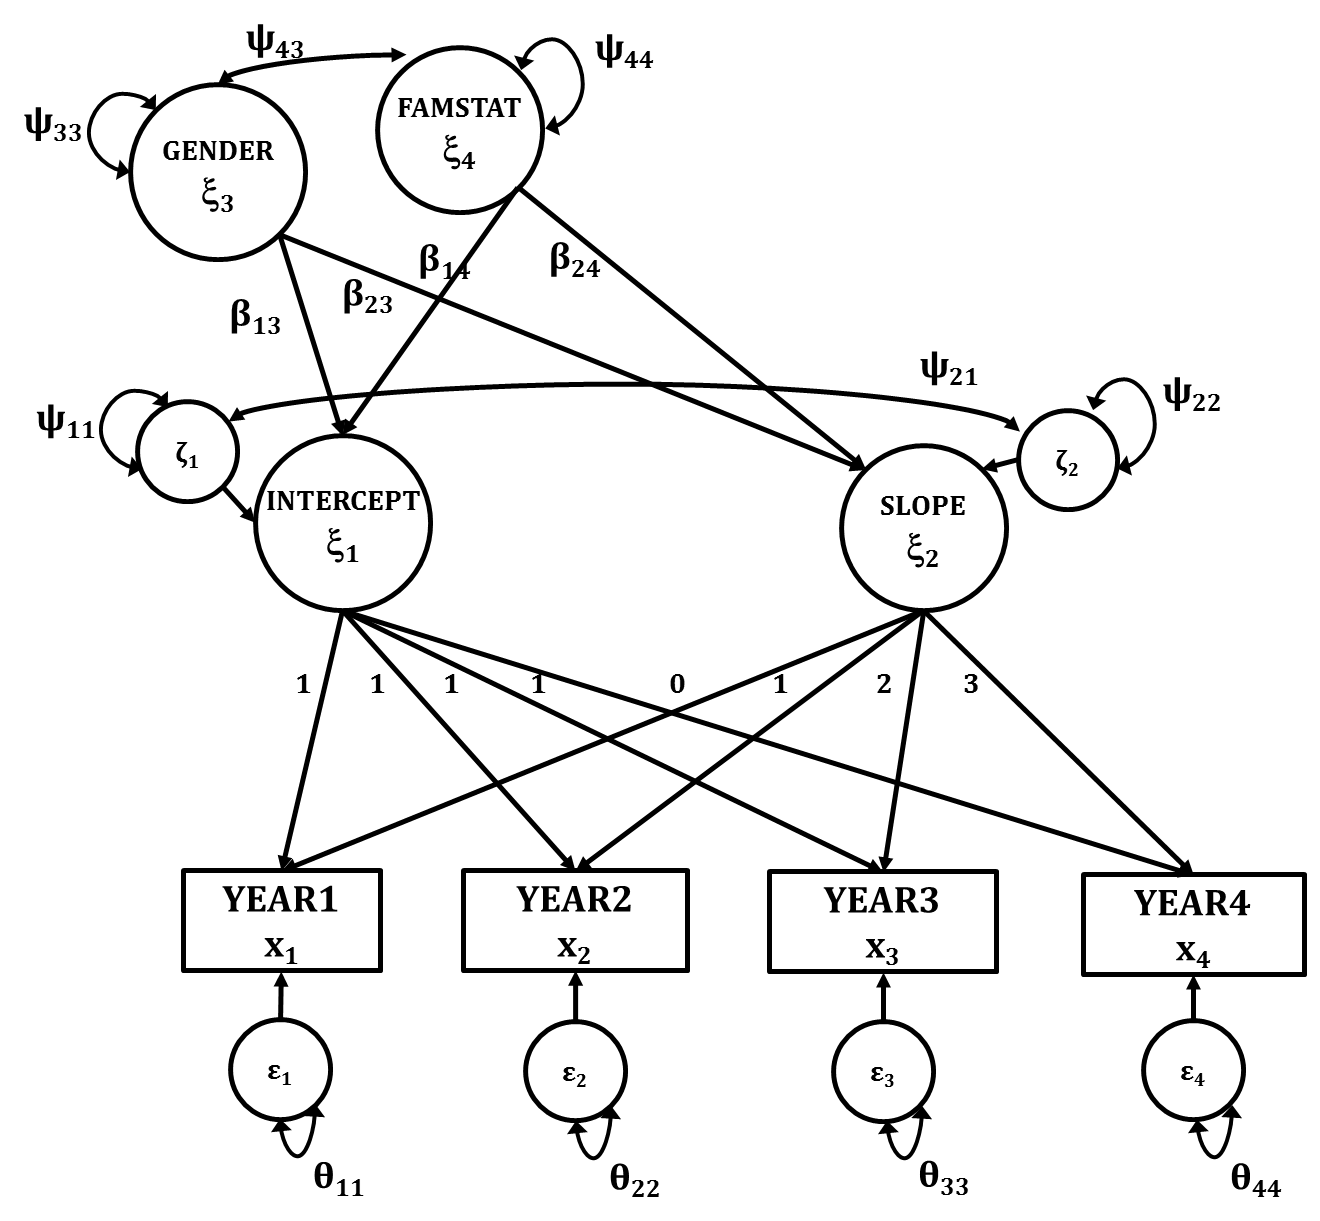 ψ43
ψ44
FAMSTAT
ξ4
ψ33
GENDER
ξ3
β14
β24
β23
β13
ψ21
ψ22
ψ11
ζ1
ζ2
INTERCEPT
ξ1
SLOPE
ξ2
1 1 1 1 0 1 2 3
YEAR1
x1
YEAR2
x2
YEAR3
x3
YEAR4
x4
ε1
ε2
ε3
ε4
θ11
θ22
θ33
θ44